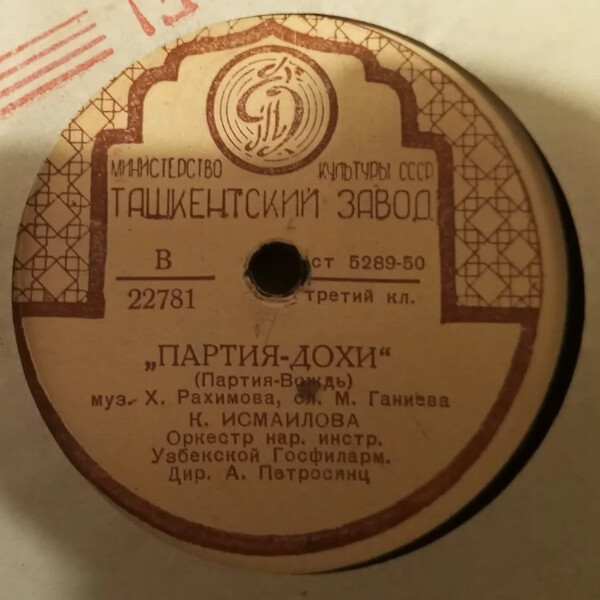 МИНИСТЕРСТВО КУЛЬТУРЫ СССР
ТАШКЕНТСКИЙ ЗАВОД
В
22781
ст 5289-50
третий кл.
„ПАРТИЯ-ДОХИ“
(Партия-Вождь)
муз. Х. Рахимова, сл. М. Ганиева
К. ИСМАИЛОВА
Оркестр нар. инстр.
Узбекской Госфиларм.
Дир. А. Петросянц